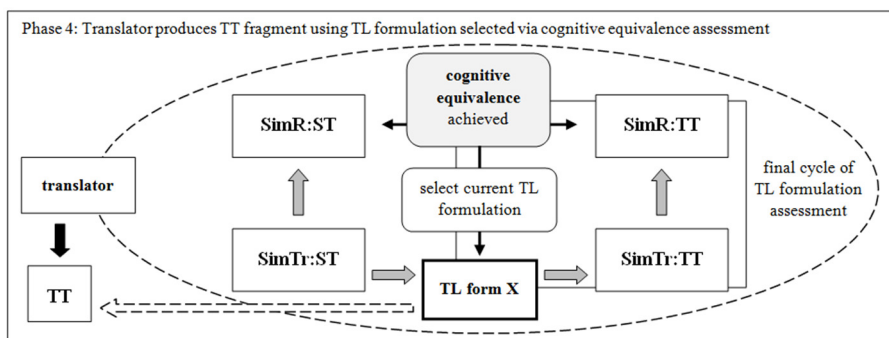 Phase 4: Translator produces TT fragment using TL formulation selected via cognitive equivalence assessment
cognitive
equivalence
achieved
SimR:ST
SimR:TT
translator
select current TL
formulation
final cycle of
TL formulation
assessment
SimTr:ST
SimTr:TT
TL form X
TT